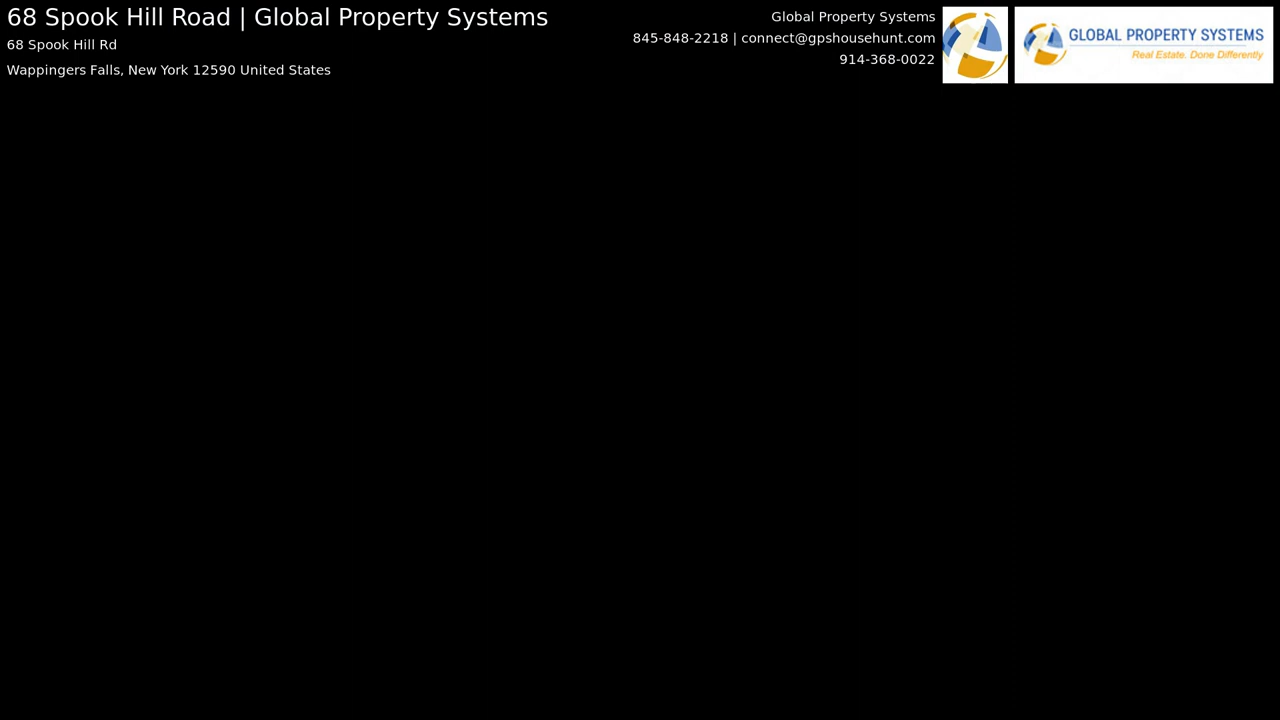 68 Spook Hill Road | Global Property Systems
68 Spook Hill Rd
Wappingers Falls, New York 12590 United States
Global Property Systems
845-848-2218 | connect@gpshousehunt.com
914-368-0022
GLOBAL PROPERTY SYSTEMS
Real Estate. Done Differently